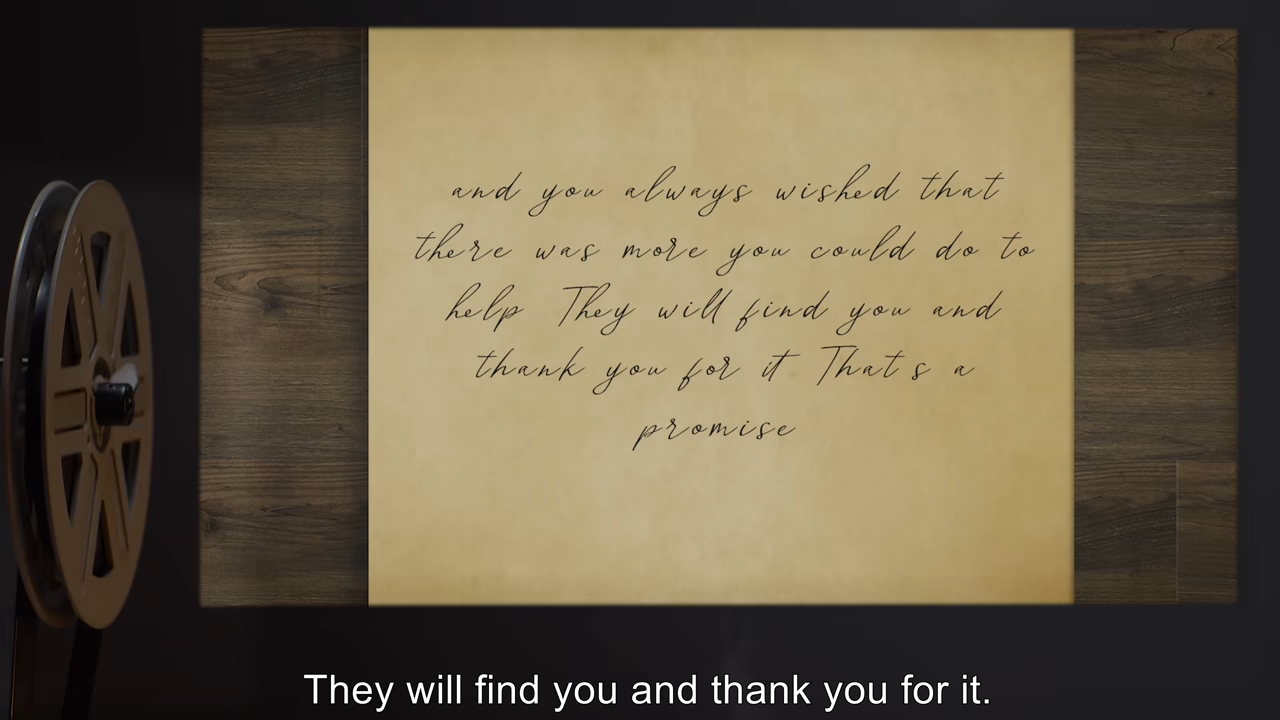 and you always wished that
there was more you could do to
help They will find you and
thank you for it That s a
promise
They will find you and thank you for it.